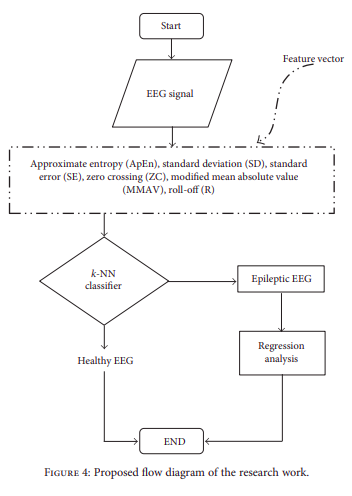 Start
Feature vector
EEG signal
Approximate entropy (ApEn), standard deviation (SD), standard
error (SE), zero crossing (ZC), modified mean absolute value
(MMAV), roll-off (R)
k-NN
classifier
Epileptic EEG
Regression
analysis
Healthy EEG
END
FIGURE 4: Proposed flow diagram of the research work.